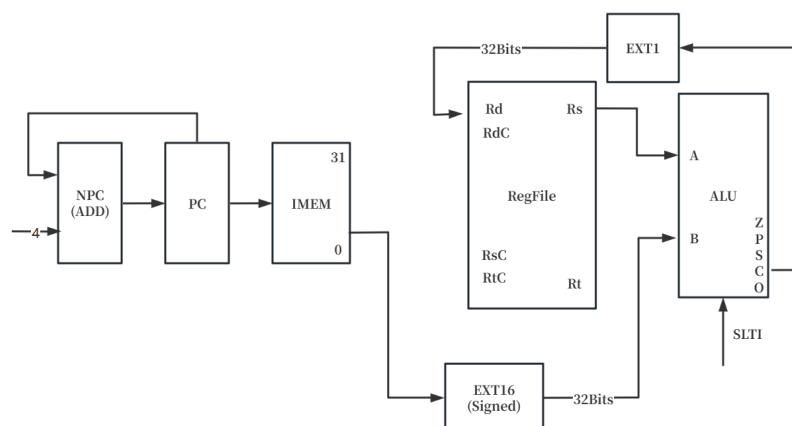 32Bits
EXT1
Rd
Rs
RdC
RegFile
RsC
RtC
Rt
A
ALU
B
Z
P
S
C
O
SLTI
NPC
(ADD)
4
PC
31
IMEM
0
EXT16
(Signed)
32Bits